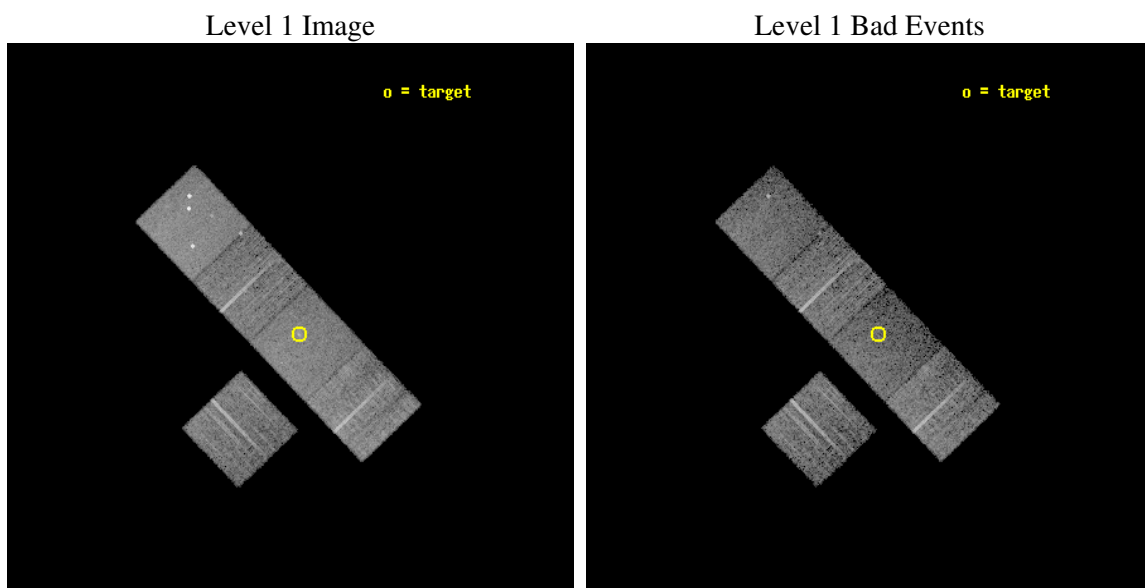 Level 1 Image
Level 1 Bad Events
o = target
o = target